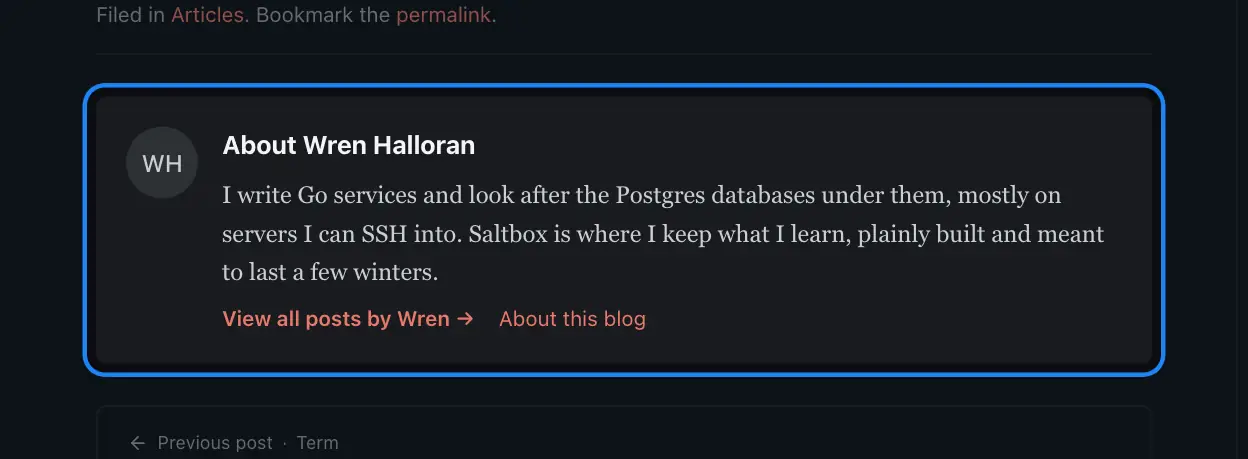 Filed in Articles. Bookmark the permalink.
WH
About Wren Halloran
I write Go services and look after the Postgres databases under them, mostly on
servers I can SSH into. Saltbox is where I keep what I learn, plainly built and meant
to last a few winters.
View all posts by Wren → About this blog
← Previous post · Term